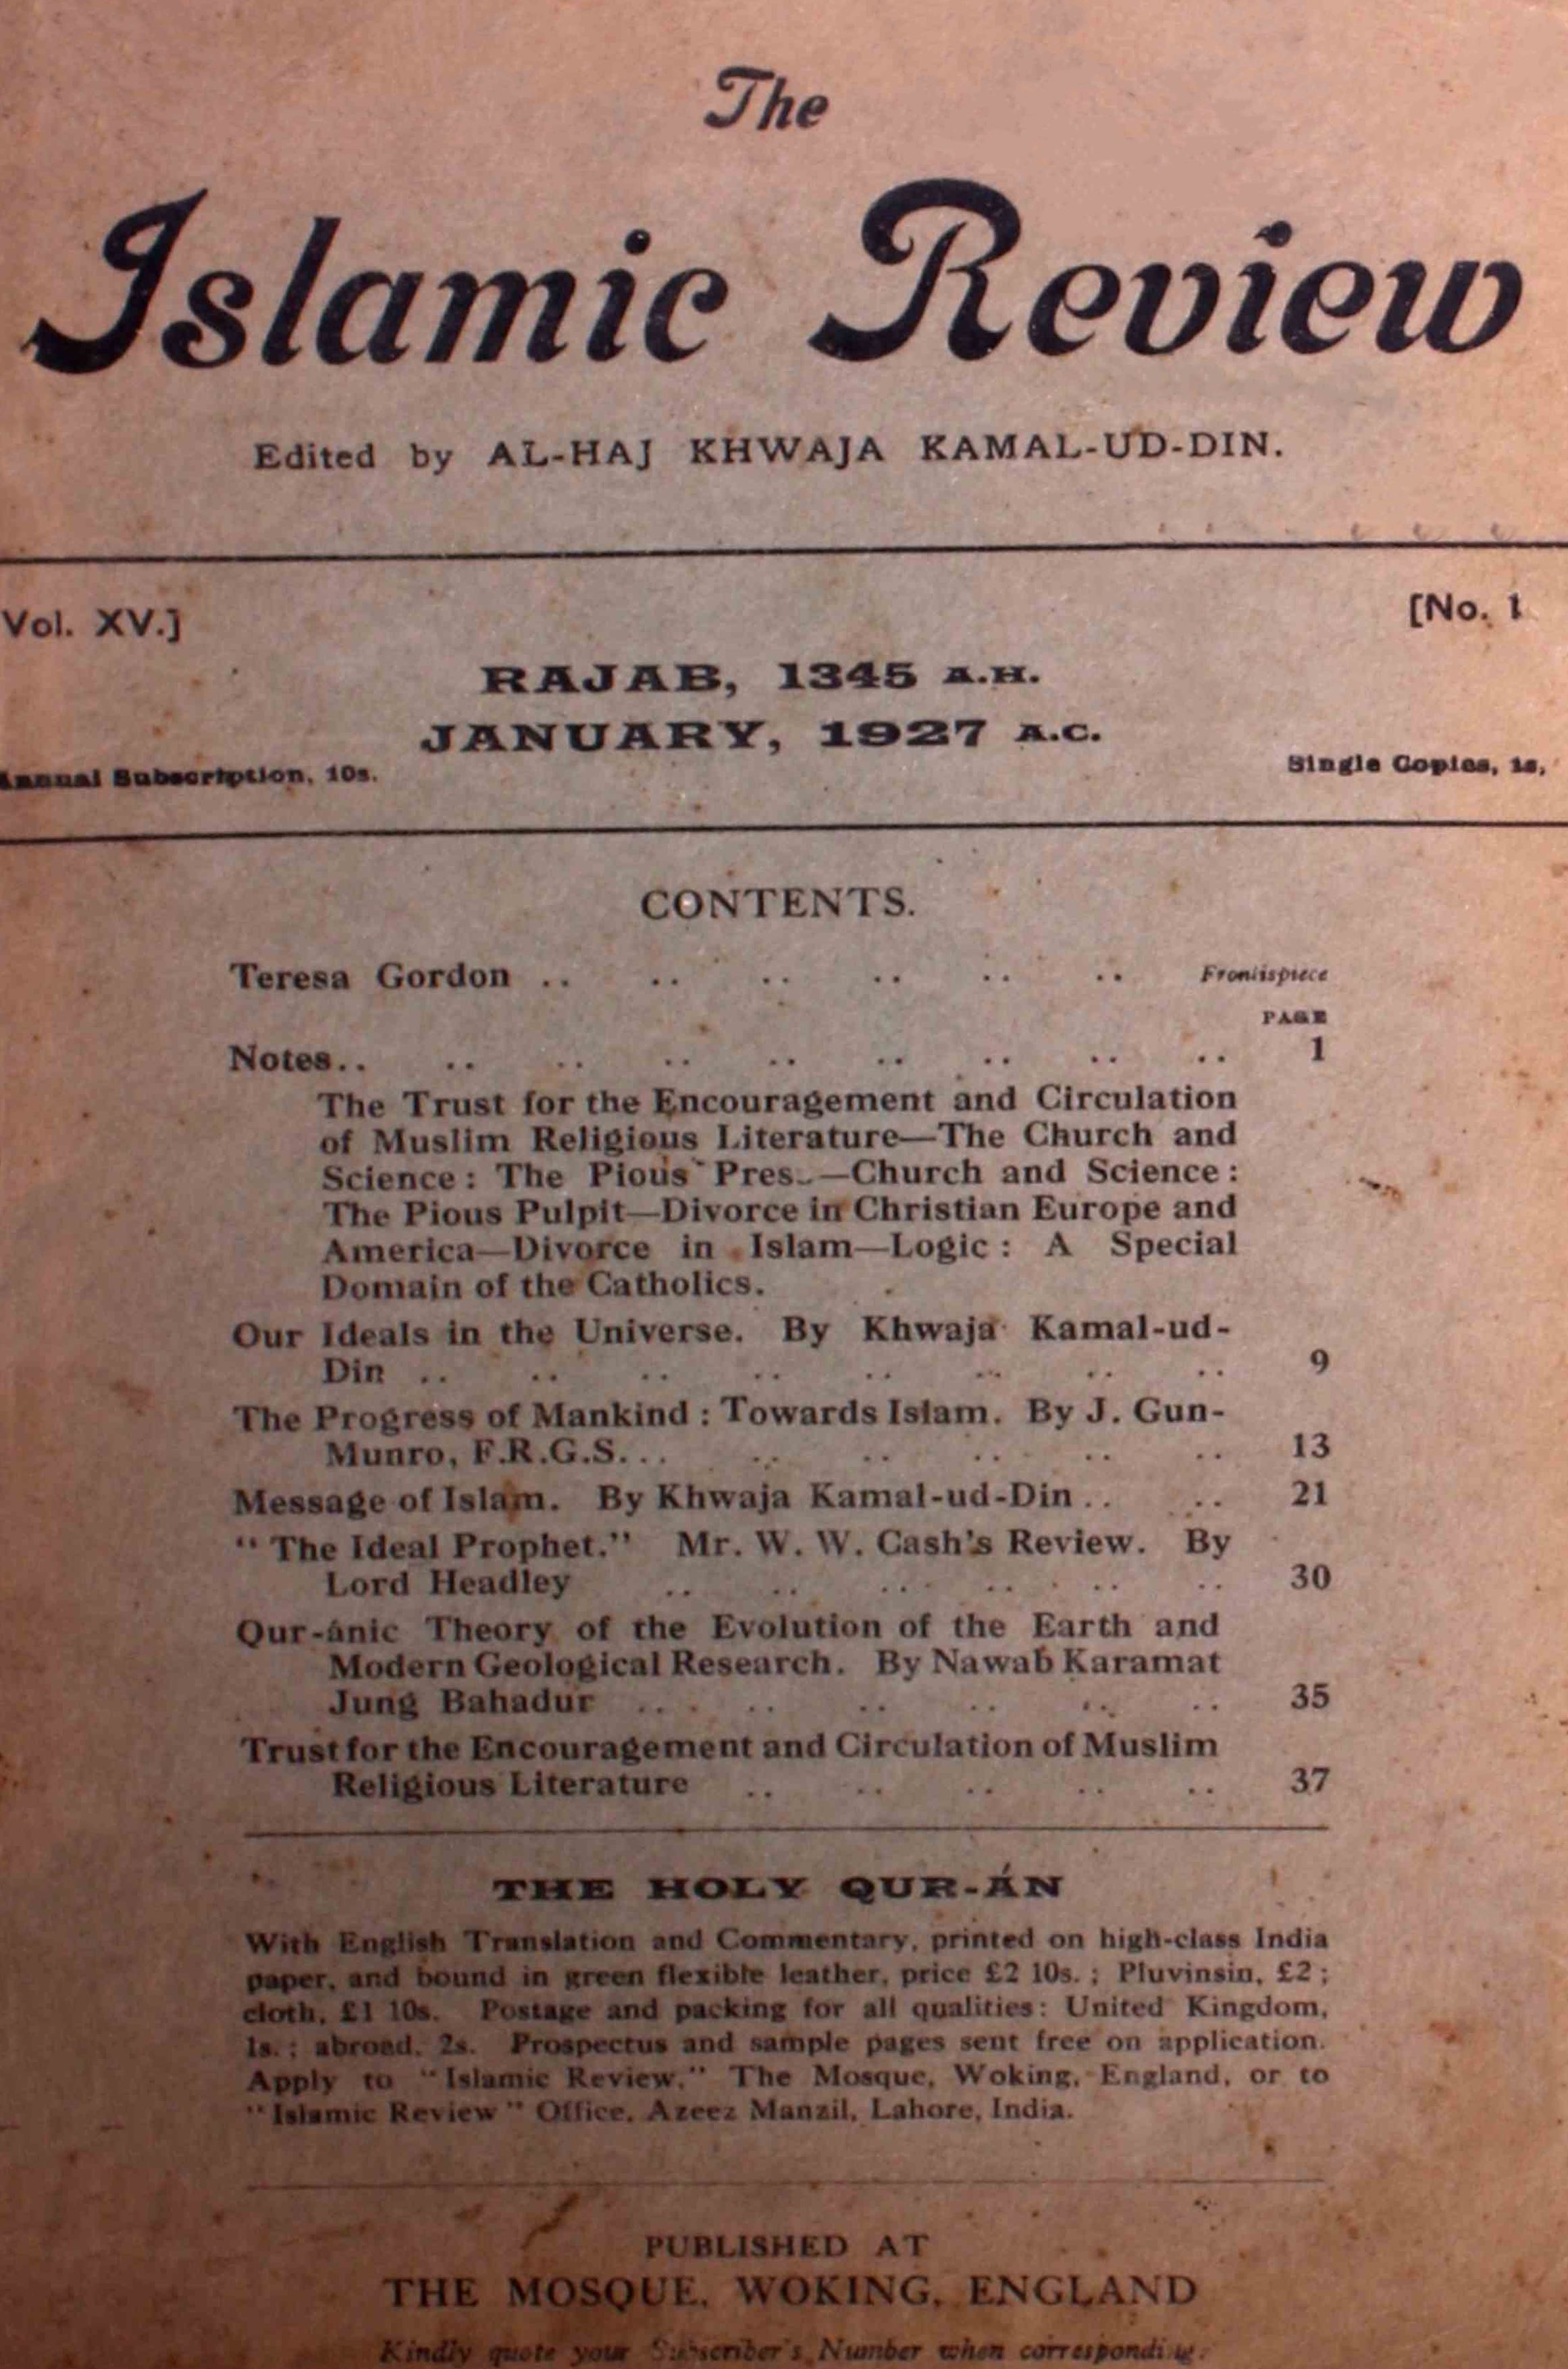 The
Islamic Review
Edited by AL-HAJ KHWAJA KAMAL-UD-DIN.
Vol. XV.] [No. 1
RAJAB, 1345 A.H.
JANUARY, 1927 A.C.
Annual Subscription, 10s. Single Copies, 1s,
CONTENTS.
Teresa Gordon .. .. .. .. .. .. Frontispiece
PAGE
Notes.. .. .. .. .. .. .. .. .. 1
The Trust for the Encouragement and Circulation
of Muslim Religious Literature—The Church and
Science: The Pious —Church and Science:
The Pious Pulpit—Divorce in Christian Europe and
America—Divorce in Islam—Logic: A Special
Domain of the Catholics.
Our Ideals in the Universe. By Khwaja Kamal-ud-
Din .. .. .. .. .. .. .. .. 9
The Progress of Mankind: Towards Islam. By J. Gun-
Munro, F.R.G.S... .. .. .. .. .. 13
Message of Islam. By Khwaja Kamal-ud-Din .. .. 21
"The Ideal Prophet." Mr. W. W. Cash's Review. By
Lord Headley .. .. .. .. .. .. 30
Qur-ánic Theory of the Evolution of the Earth and
Modern Geological Research. By Nawab Karamat
Jung Bahadur .. .. .. .. .. .. 35
Trust for the Encouragement and Circulation of Muslim
Religious Literature .. .. .. .. .. 37
THE HOLY QUR-ÁN
With English Translation and Commentary, printed on high-class India
paper, and bound in green flexible leather, price £2 10s.; Pluvinsin, £2;
cloth, £1 10s. Postage and packing for all qualities: United Kingdom,
1s.; abroad, 2s. Prospectus and sample pages sent free on application.
Apply to "Islamic Review," The Mosque, Woking, England, or to
"Islamic Review" Office, Azeez Manzil, Lahore, India.
PUBLISHED AT
THE MOSQUE, WOKING, ENGLAND
Kindly quote your Subscriber's Number when corresponding.